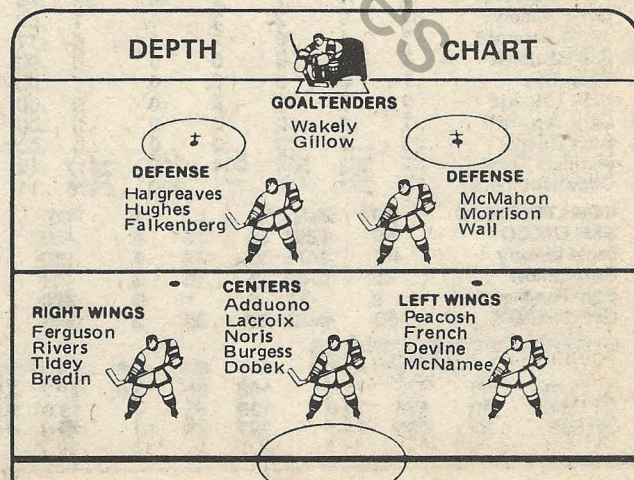 DEPTH CHART
GOALTENDERS
Wakely
Gillow
DEFENSE
Hargreaves
Hughes
Falkenberg
DEFENSE
McMahon
Morrison
Wall
RIGHT WINGS
Ferguson
Rivers
Tidey
Bredin
CENTERS
Adduono
Lacroix
Noris
Burgess
Dobek
LEFT WINGS
Peacosh
French
Devine
McNamee